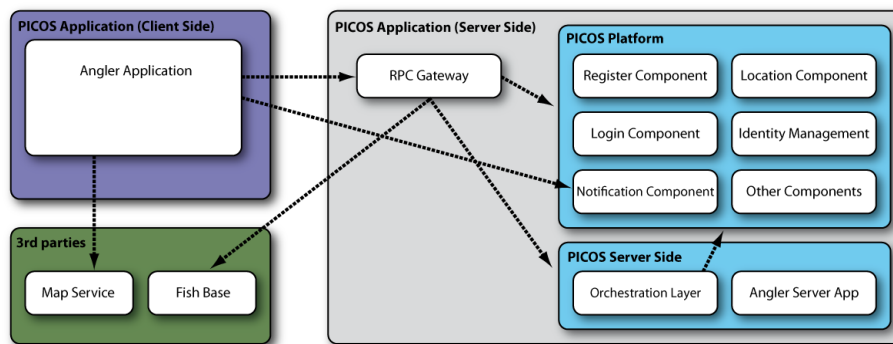 PICOS Application (Client Side)
Angler Application
PICOS Application (Server Side)
RPC Gateway
PICOS Platform
Register Component
Location Component
Login Component
Identity Management
Notification Component
Other Components
3rd parties
Map Service
Fish Base
PICOS Server Side
Orchestration Layer
Angler Server App